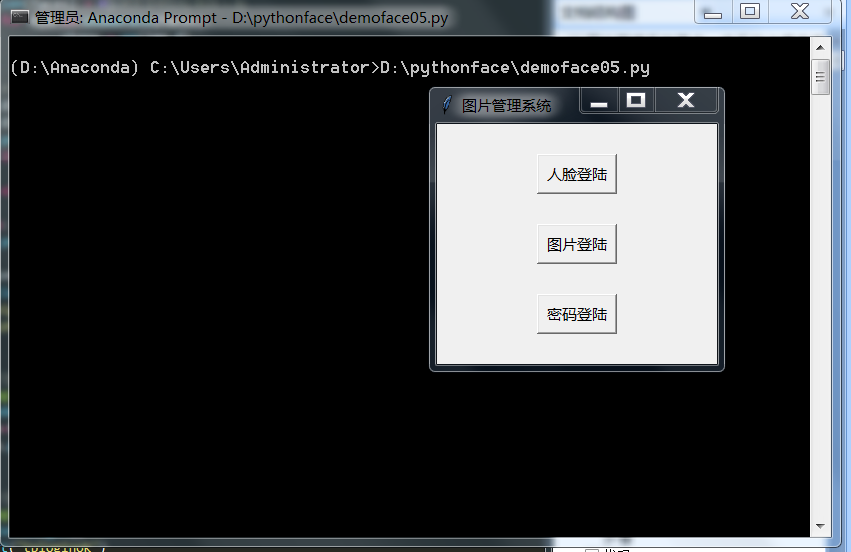 管理员: Anaconda Prompt - D:\pythonface\demoface05.py
(D:\Anaconda) C:\Users\Administrator>D:\pythonface\demoface05.py
图片管理系统
人脸登陆
图片登陆
密码登陆